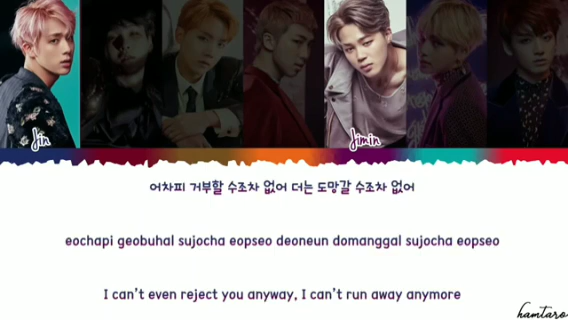 Jin
Jimin
어차피 거부할 수조차 없어 더는 도망갈 수조차 없어
eochapi geobuhal sujocha eopseo deoneun domanggal sujocha eopseo
I can't even reject you anyway, I can't run away anymore
hamtaro